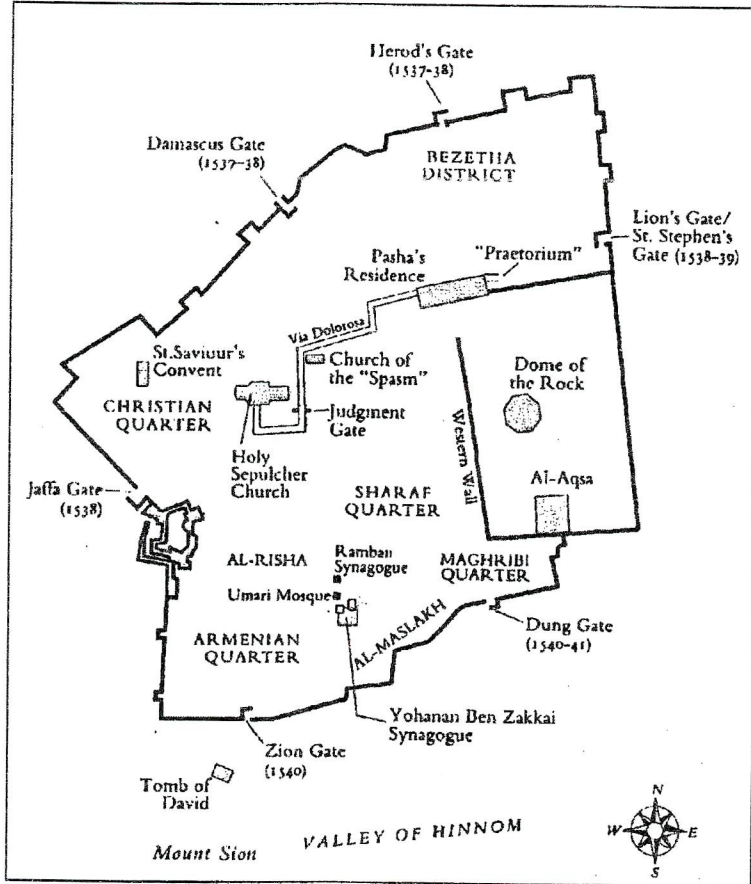 Herod's Gate
(1537-38)
Damascus Gate
(1537-38)
BEZETHA
DISTRICT
Lion's Gate/
St. Stephen's
Gate (1538-39)
Pasha's
Residence
"Praetorium"
Via Dolorosa
St.Saviour's
Convent
Church of
the "Spasm"
Dome of
the Rock
CHRISTIAN
QUARTER
Judgment
Gate
Western Wall
Holy
Sepulcher
Church
Al-Aqsa
Jaffa Gate
(1538)
SHARAF
QUARTER
AL-RISHA
Ramban
Synagogue
MAGHRIBI
QUARTER
Umari Mosque
ARMENIAN
QUARTER
AL-MASLAKH
Dung Gate
(1540-41)
Yohanan Ben Zakkai
Synagogue
Zion Gate
(1540)
Tomb of
David
Mount Sion
VALLEY OF HINNOM
N
W
E
S